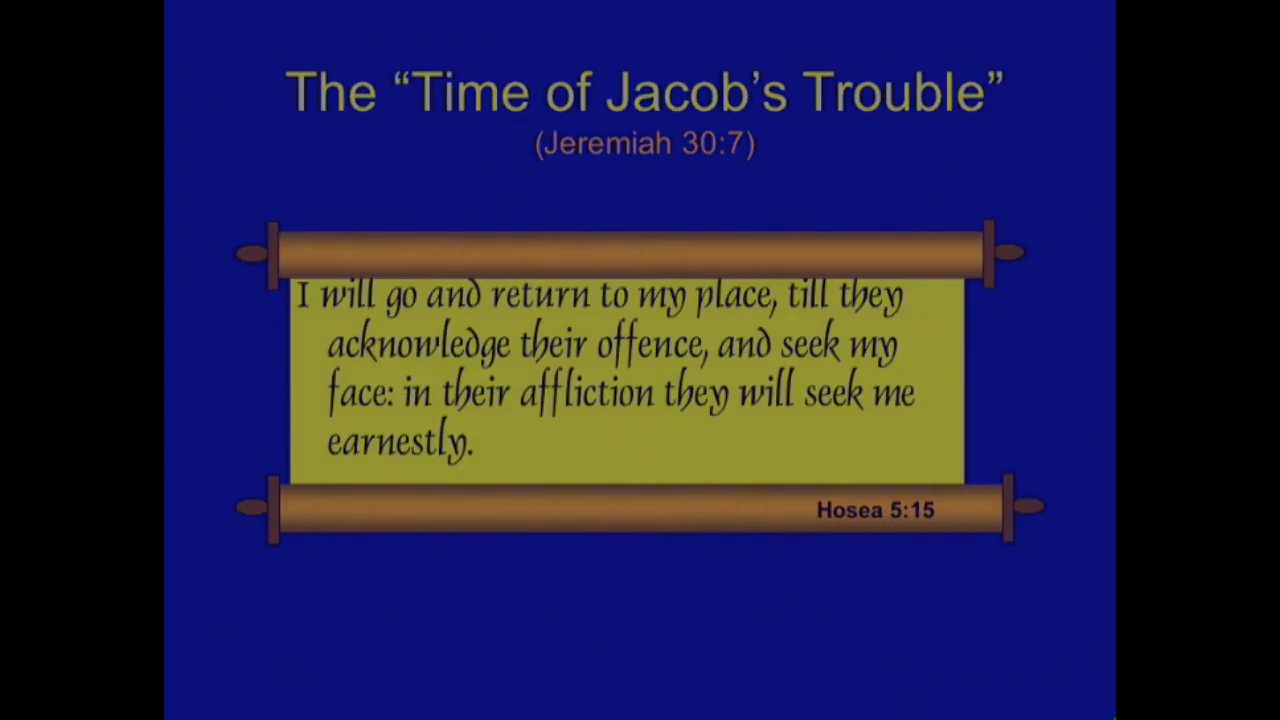 The “Time of Jacob’s Trouble”
(Jeremiah 30:7)
I will go and return to my place, till they
acknowledge their offence, and seek my
face: in their affliction they will seek me
earnestly.
Hosea 5:15